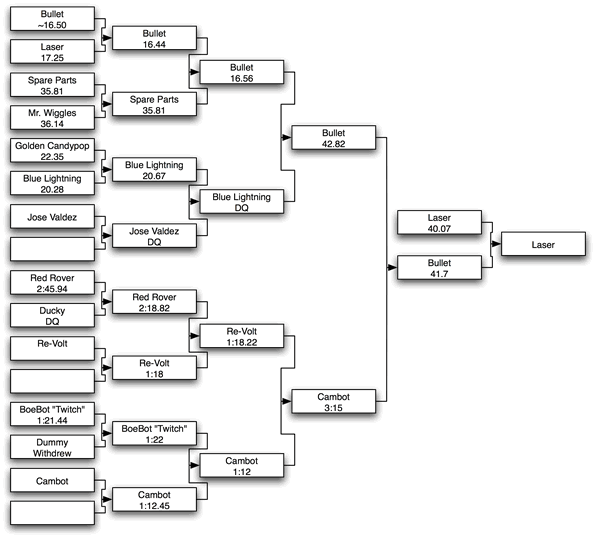 Bullet
~16.50
Laser
17.25
Spare Parts
35.81
Mr. Wiggles
36.14
Golden Candypop
22.35
Blue Lightning
20.28
Jose Valdez
Red Rover
2:45.94
Ducky
DQ
Re-Volt
BoeBot "Twitch"
1:21.44
Dummy
Withdrew
Cambot
Bullet
16.44
Spare Parts
35.81
Blue Lightning
20.67
Jose Valdez
DQ
Red Rover
2:18.82
Re-Volt
1:18
BoeBot "Twitch"
1:22
Cambot
1:12.45
Bullet
16.56
Blue Lightning
DQ
Re-Volt
1:18.22
Cambot
1:12
Bullet
42.82
Cambot
3:15
Laser
40.07
Bullet
41.7
Laser